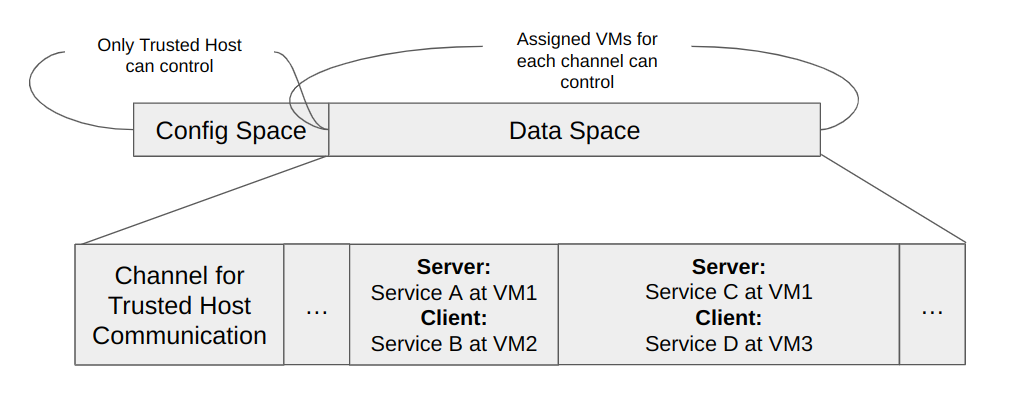 Only Trusted Host
can control
Assigned VMs for
each channel can
control
Config Space
Data Space
Channel for
Trusted Host
Communication
...
Server:
Service A at VM1
Client:
Service B at VM2
Server:
Service C at VM1
Client:
Service D at VM3
...